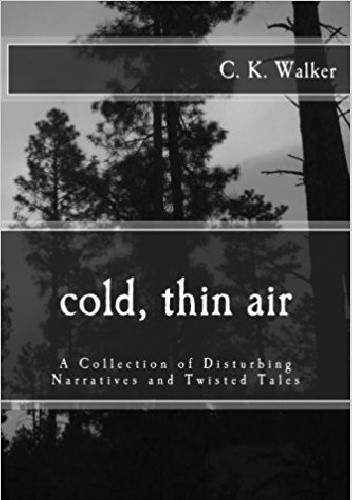 C. K. Walker
cold, thin air
A Collection of Disturbing
Narratives and Twisted Tales